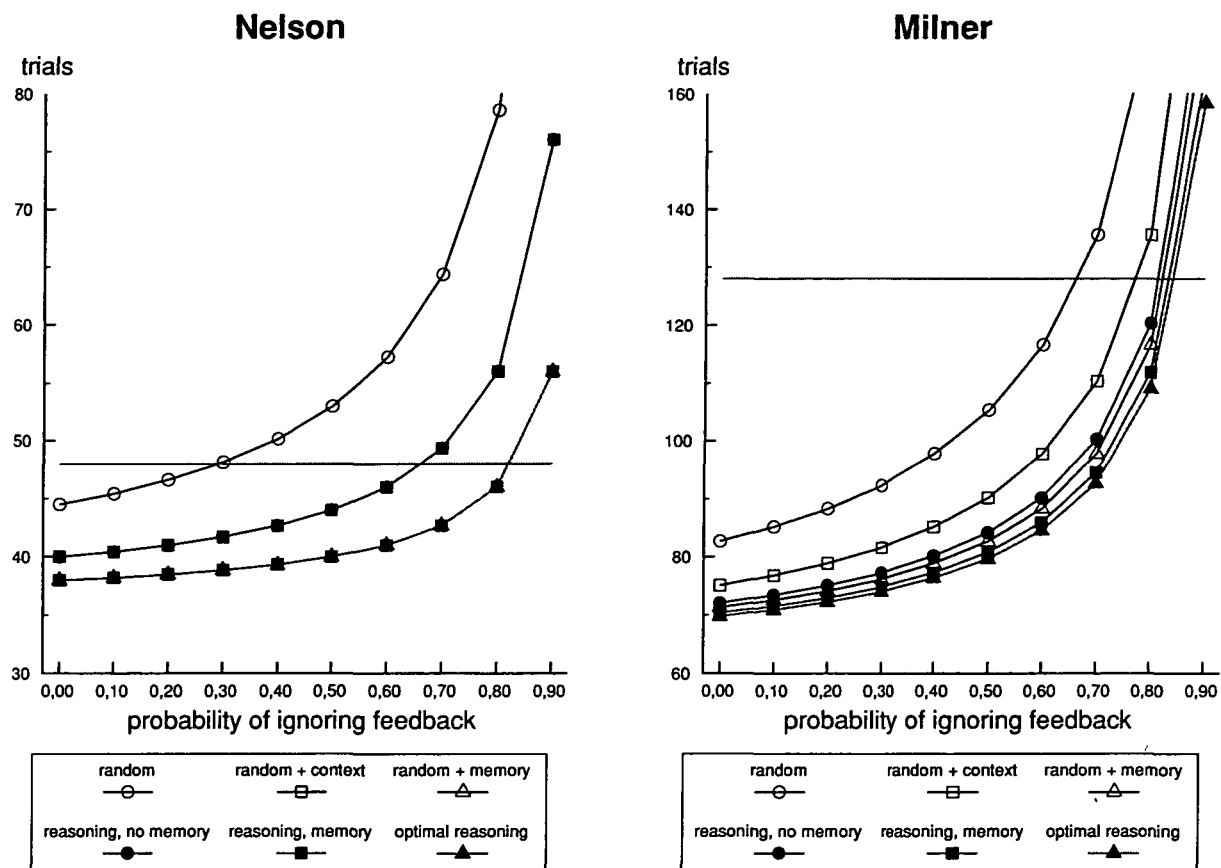 Nelson
trials
80
70
60
50
40
30
0,00 0,10 0,20 0,30 0,40 0,50 0,60 0,70 0,80 0,90
probability of ignoring feedback
random random + context random + memory
reasoning, no memory reasoning, memory optimal reasoning
Milner
trials
160
140
120
100
80
60
0,00 0,10 0,20 0,30 0,40 0,50 0,60 0,70 0,80 0,90
probability of ignoring feedback
random random + context random + memory
reasoning, no memory reasoning, memory optimal reasoning